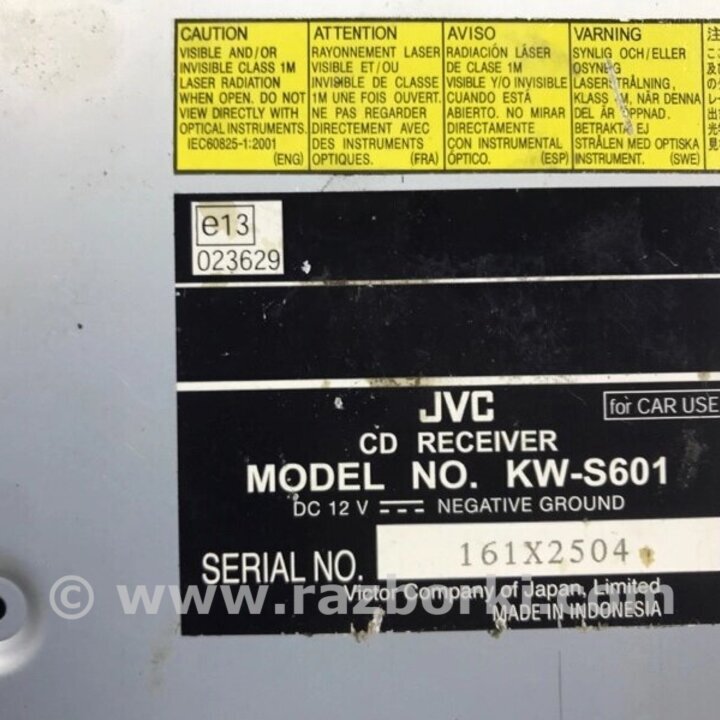 CAUTION
VISIBLE AND/OR
INVISIBLE CLASS 1M
LASER RADIATION
WHEN OPEN. DO NOT
VIEW DIRECTLY WITH
OPTICAL INSTRUMENTS.
IEC60825-1:2001
(ENG)
ATTENTION
RAYONNEMENT LASER
VISIBLE ET/OU
INVISIBLE DE CLASSE
1M UNE FOIS OUVERT.
NE PAS REGARDER
DIRECTEMENT AVEC
DES INSTRUMENTS
OPTIQUES. (FRA)
AVISO
RADIACIÓN LÁSER
DE CLASE 1M
VISIBLE Y/O INVISIBLE
CUANDO ESTÁ
ABIERTO. NO MIRAR
DIRECTAMENTE
CON INSTRUMENTAL
ÓPTICO. (ESP)
VARNING
SYNLIG OCH/ELLER
OSYNLIG
LASERSTRÅLNING,
KLASS 1M, NÄR DENNA
DEL ÄR ÖPPNAD.
BETRAKTA EJ
STRÅLEN MED OPTISKA
INSTRUMENT. (SWE)
e13
023629
JVC
for CAR USE
CD RECEIVER
MODEL NO. KW-S601
DC 12 V NEGATIVE GROUND
SERIAL NO. 161X2504
Victor Company of Japan, Limited
MADE IN INDONESIA
© www.razborki.com